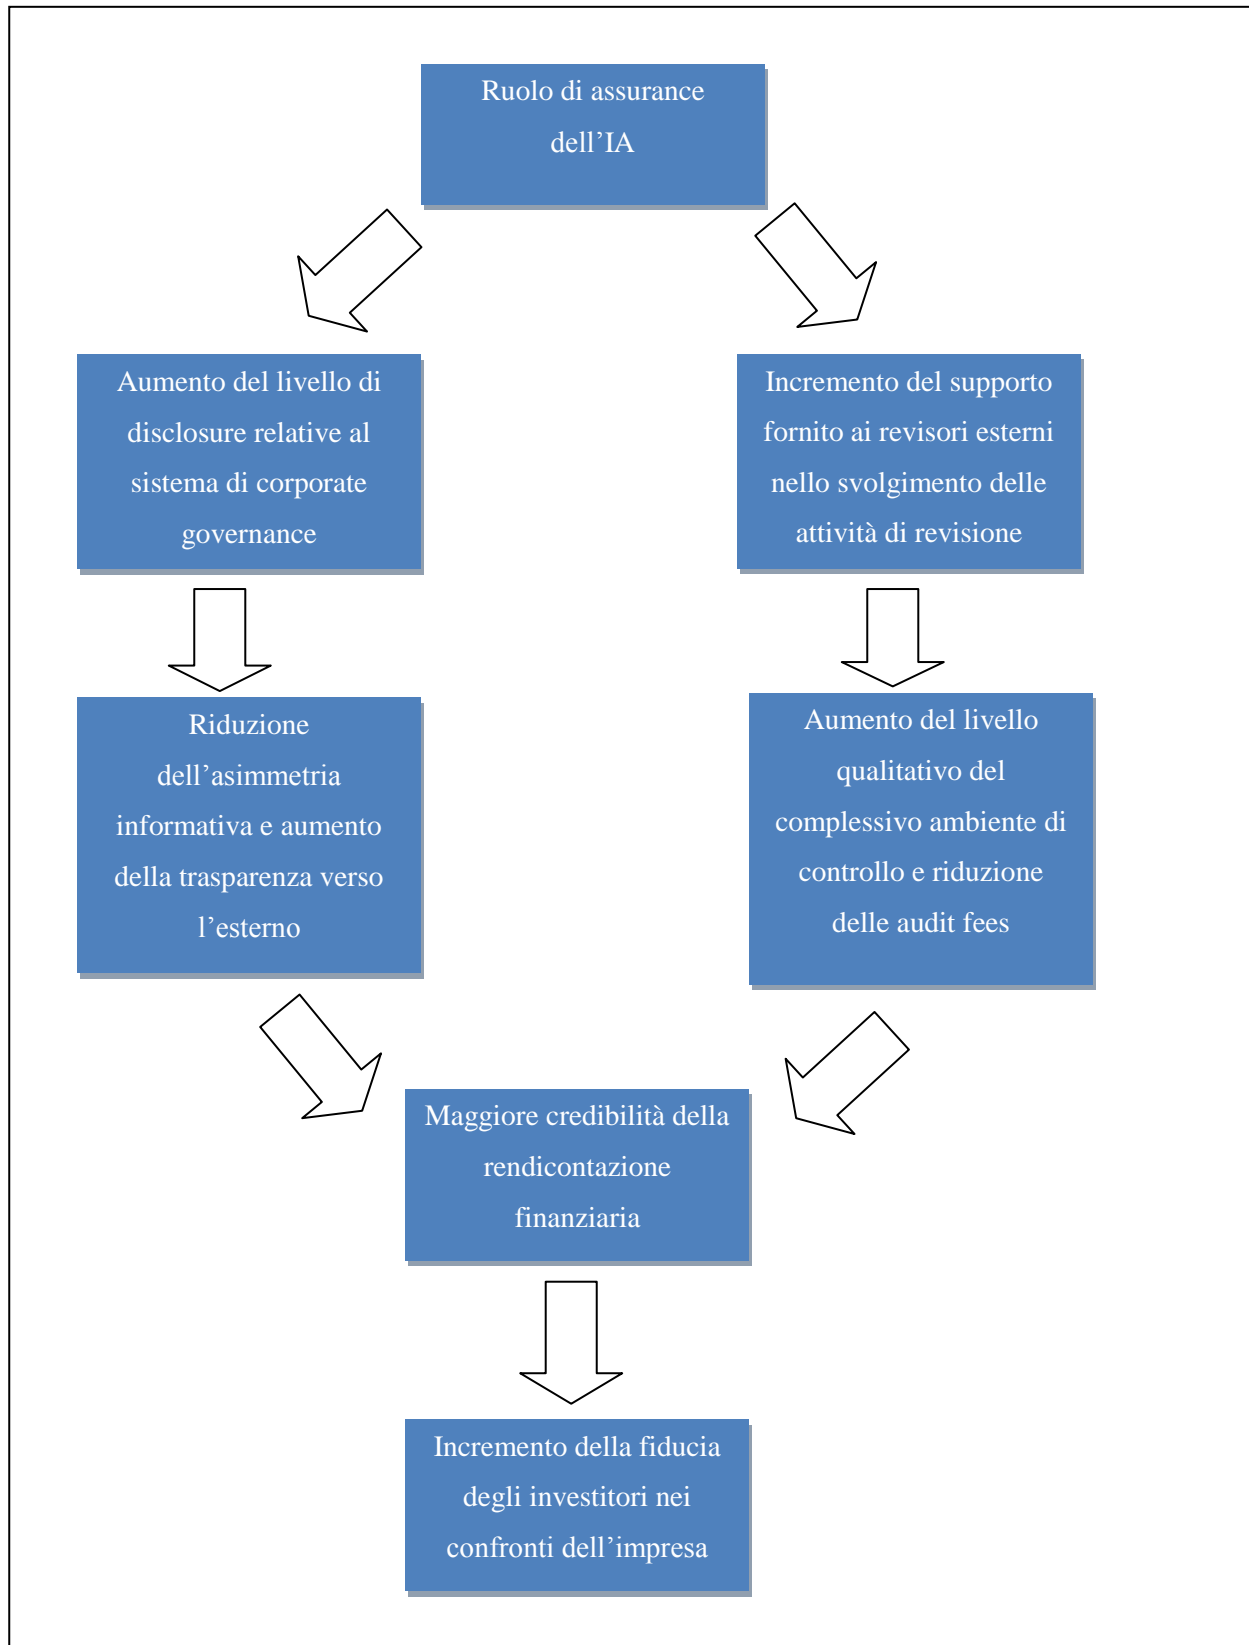 Ruolo di assurance
dell’IA
Aumento del livello di
disclosure relative al
sistema di corporate
governance
Incremento del supporto
fornito ai revisori esterni
nello svolgimento delle
attività di revisione
Riduzione
dell’asimmetria
informativa e aumento
della trasparenza verso
l’esterno
Aumento del livello
qualitativo del
complessivo ambiente di
controllo e riduzione
delle audit fees
Maggiore credibilità della
rendicontazione
finanziaria
Incremento della fiducia
degli investitori nei
confronti dell’impresa